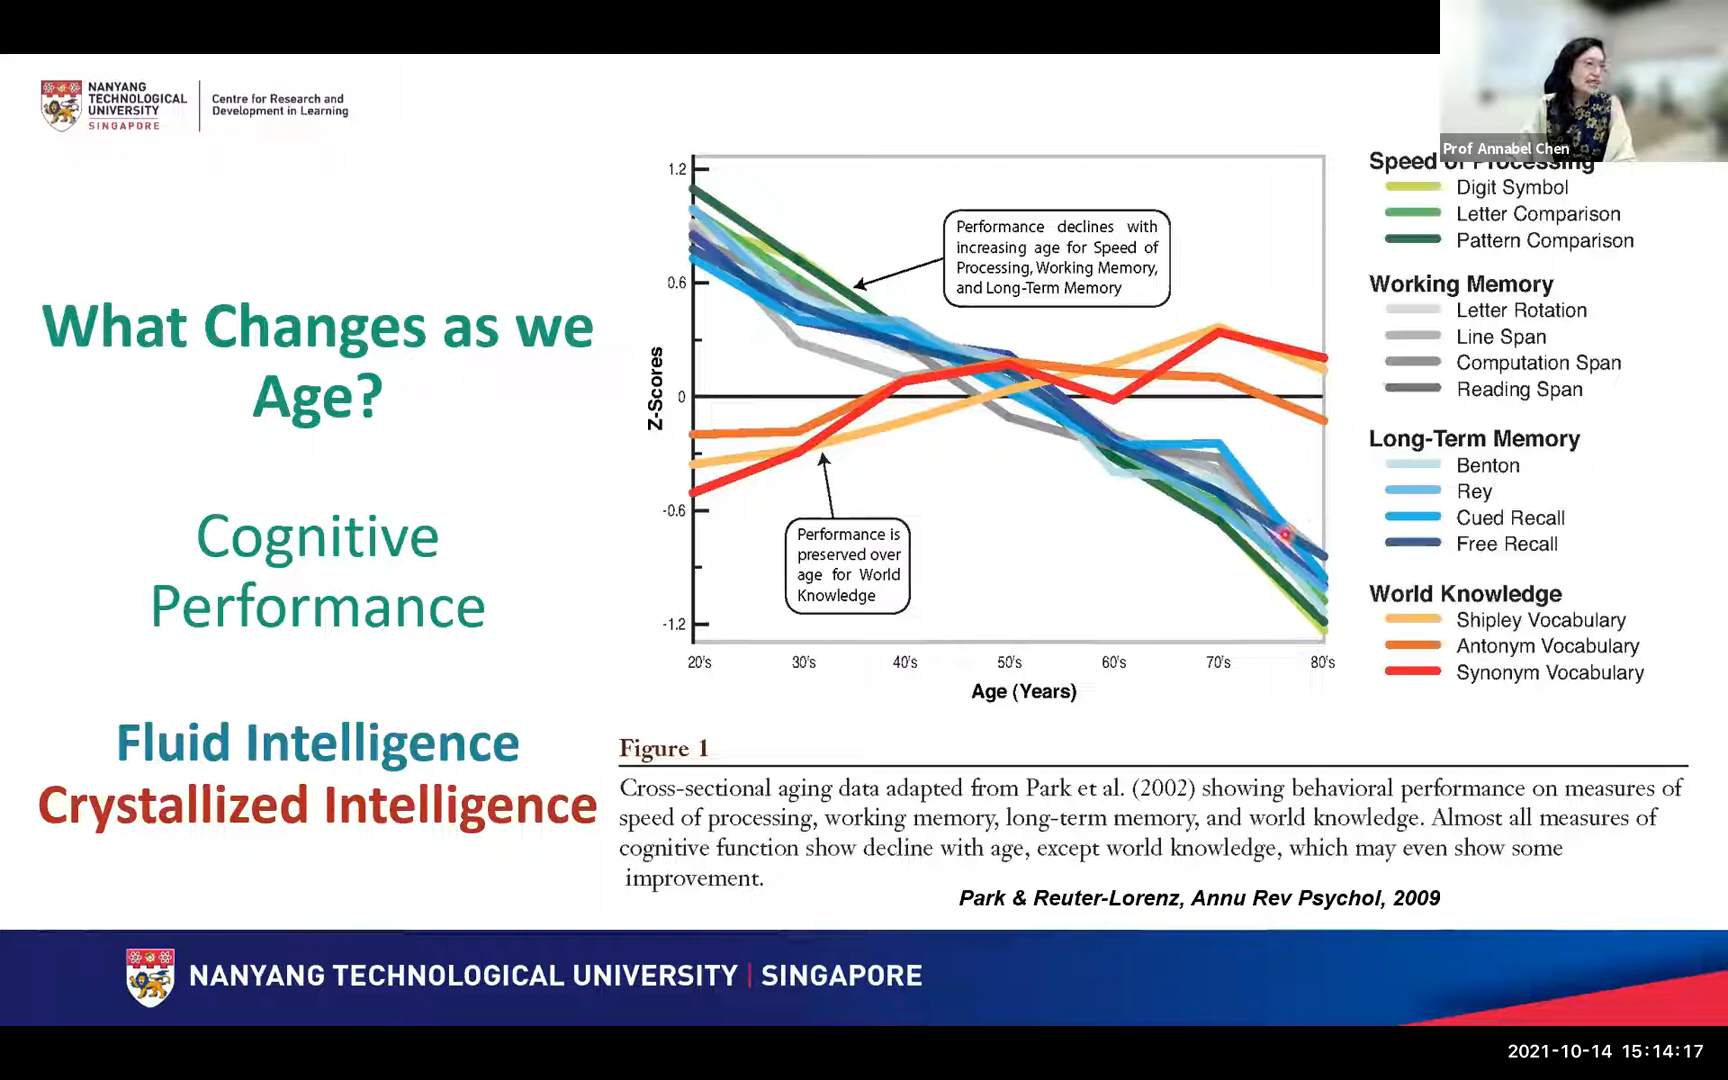 NANYANG
TECHNOLOGICAL
UNIVERSITY
SINGAPORE
Centre for Research and
Development in Learning
Prof Annabel Chen
What Changes as we
Age?
Cognitive
Performance
Fluid Intelligence
Crystallized Intelligence
1.2
0.6
0
-0.6
-1.2
Z-Scores
Performance declines with
increasing age for Speed of
Processing, Working Memory,
and Long-Term Memory
Performance is
preserved over
age for World
Knowledge
20's 30's 40's 50's 60's 70's 80's
Age (Years)
Speed of Processing
Digit Symbol
Letter Comparison
Pattern Comparison
Working Memory
Letter Rotation
Line Span
Computation Span
Reading Span
Long-Term Memory
Benton
Rey
Cued Recall
Free Recall
World Knowledge
Shipley Vocabulary
Antonym Vocabulary
Synonym Vocabulary
Figure 1
Cross-sectional aging data adapted from Park et al. (2002) showing behavioral performance on measures of
speed of processing, working memory, long-term memory, and world knowledge. Almost all measures of
cognitive function show decline with age, except world knowledge, which may even show some
improvement.
Park & Reuter-Lorenz, Annu Rev Psychol, 2009
NANYANG TECHNOLOGICAL UNIVERSITY | SINGAPORE
2021-10-14 15:14:17